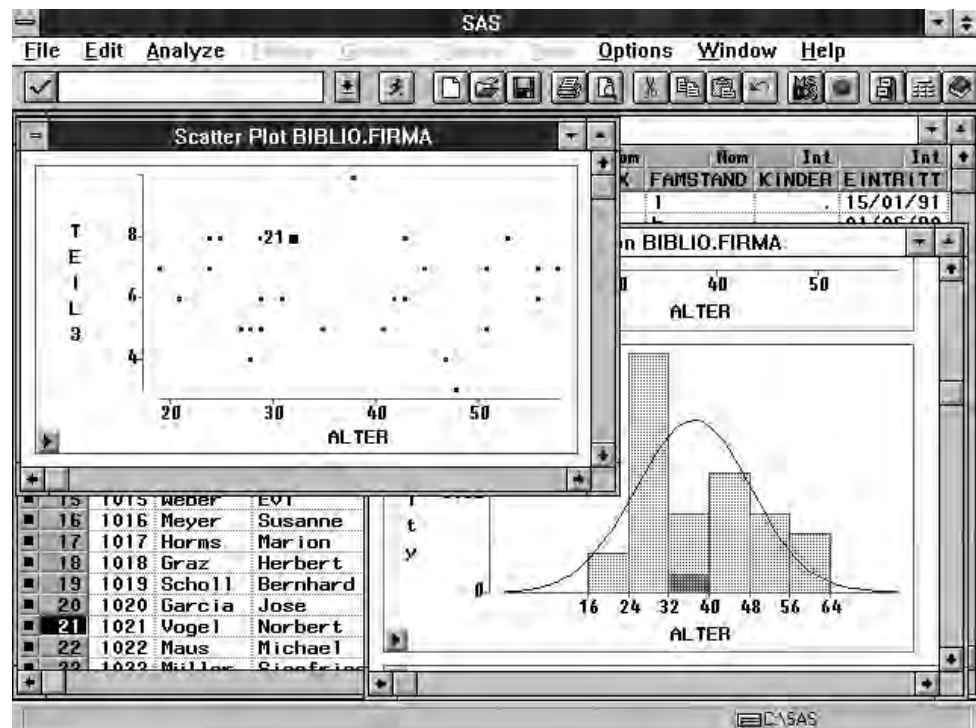 SAS
File Edit Analyze Options Window Help
Scatter Plot BIBLIO.FIRMA
Nom Int Int
FAMSTAND KINDER EINTRITT
1 . 15/01/91
n BIBLIO.FIRMA
TEIL3
8
6
4
21
20 30 40 50
ALTER
40 50
ALTER
t
y
0
16 24 32 40 48 56 64
ALTER
15 1015 Weber Evi
16 1016 Meyer Susanne
17 1017 Horms Marion
18 1018 Graz Herbert
19 1019 Scholl Bernhard
20 1020 Garcia Jose
21 1021 Vogel Norbert
22 1022 Maus Michael
C:\SAS